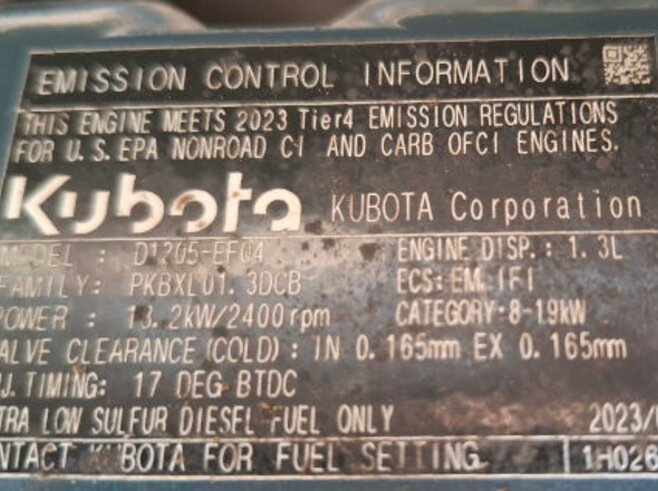 EMISSION CONTROL INFORMATION
THIS ENGINE MEETS 2023 Tier4 EMISSION REGULATIONS
FOR U.S.EPA NONROAD CI AND CARB OFCI ENGINES.
Kubota KUBOTA Corporation
MODEL : ENGINE DISP.: 1.3L
FAMILY: PKBXL01.3DCB ECS:EM IFI
POWER : 13.2kW/2400rpm CATEGORY:8-19kW
ALVE CLEARANCE(COLD): IN 0.165mm EX 0.165mm
J.TIMING: 17 DEG BTDC
TRA LOW SULFUR DIESEL FUEL ONLY 2023/
NTACT KUBOTA FOR FUEL SETTING 1H026